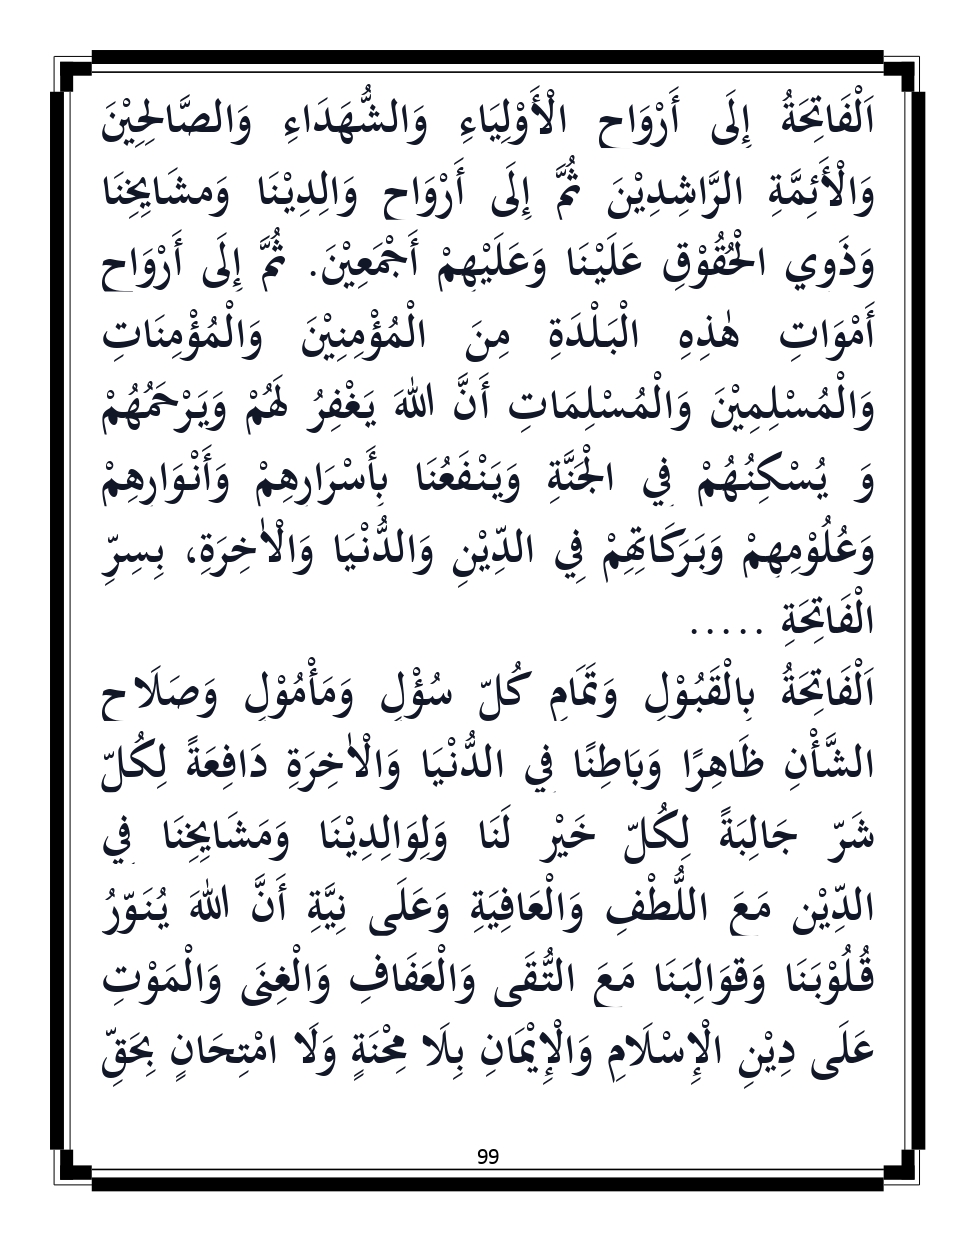 اَلْفَاتِحَةُ إِلَى أَرْوَاحِ الْأَوْلِيَاءِ وَالشُّهَدَاءِ وَالصَّالِحِيْنَ
وَالْأَئِمَّةِ الرَّاشِدِيْنَ ثُمَّ إِلَى أَرْوَاحِ وَالِدِيْنَا وَمشَايِخِنَا
وَذَوِي الْحُقُوْقِ عَلَيْنَا وَعَلَيْهِمْ أَجْمَعِيْنَ. ثُمَّ إِلَى أَرْوَاحِ
أَمْوَاتِ هٰذِهِ الْبَلْدَةِ مِنَ الْمُؤْمِنِيْنَ وَالْمُؤْمِنَاتِ
وَالْمُسْلِمِيْنَ وَالْمُسْلِمَاتِ أَنَّ اللهَ يَغْفِرُ لَهُمْ وَيَرْحَمُهُمْ
وَ يُسْكِنُهُمْ فِي الْجَنَّةِ وَيَنْفَعُنَا بِأَسْرَارِهِمْ وَأَنْوَارِهِمْ
وَعُلُوْمِهِمْ وَبَرَكَاتِهِمْ فِي الدِّيْنِ وَالدُّنْيَا وَالْاٰخِرَةِ، بِسِرِّ
الْفَاتِحَةِ .....
اَلْفَاتِحَةُ بِالْقَبُوْلِ وَتَمَامِ كُلِّ سُؤْلٍ وَمَأْمُوْلٍ وَصَلَاحِ
الشَّأْنِ ظَاهِرًا وَبَاطِنًا فِي الدُّنْيَا وَالْاٰخِرَةِ دَافِعَةً لِكُلِّ
شَرٍّ جَالِبَةً لِكُلِّ خَيْرٍ لَنَا وَلِوَالِدِيْنَا وَمَشَايِخِنَا فِي
الدِّيْنِ مَعَ اللُّطْفِ وَالْعَافِيَةِ وَعَلَى نِيَّةِ أَنَّ اللهَ يُنَوِّرُ
قُلُوْبَنَا وَقوَالِبَنَا مَعَ التُّقَى وَالْعَفَافِ وَالْغِنَى وَالْمَوْتِ
عَلَى دِيْنِ الْإِسْلَامِ وَالْإِيْمَانِ بِلَا مِحْنَةٍ وَلَا امْتِحَانٍ بِحَقِّ
99